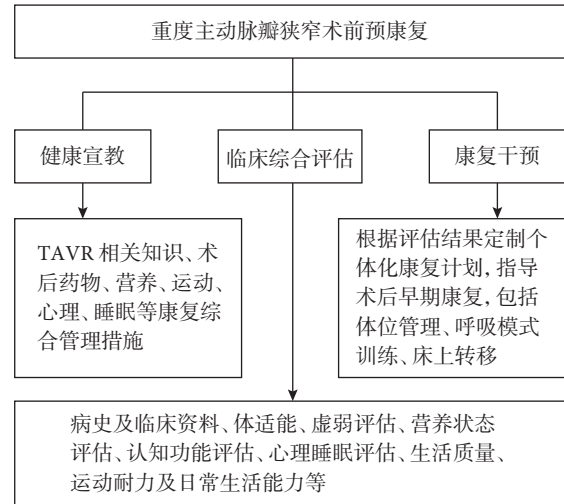 重度主动脉瓣狭窄术前预康复
健康宣教
临床综合评估
康复干预
TAVR 相关知识、术
后药物、营养、运动、
心理、睡眠等康复综
合管理措施
根据评估结果定制个
体化康复计划，指导
术后早期康复，包括
体位管理、呼吸模式
训练、床上转移
病史及临床资料、体适能、虚弱评估、营养状态
评估、认知功能评估、心理睡眠评估、生活质量、
运动耐力及日常生活能力等